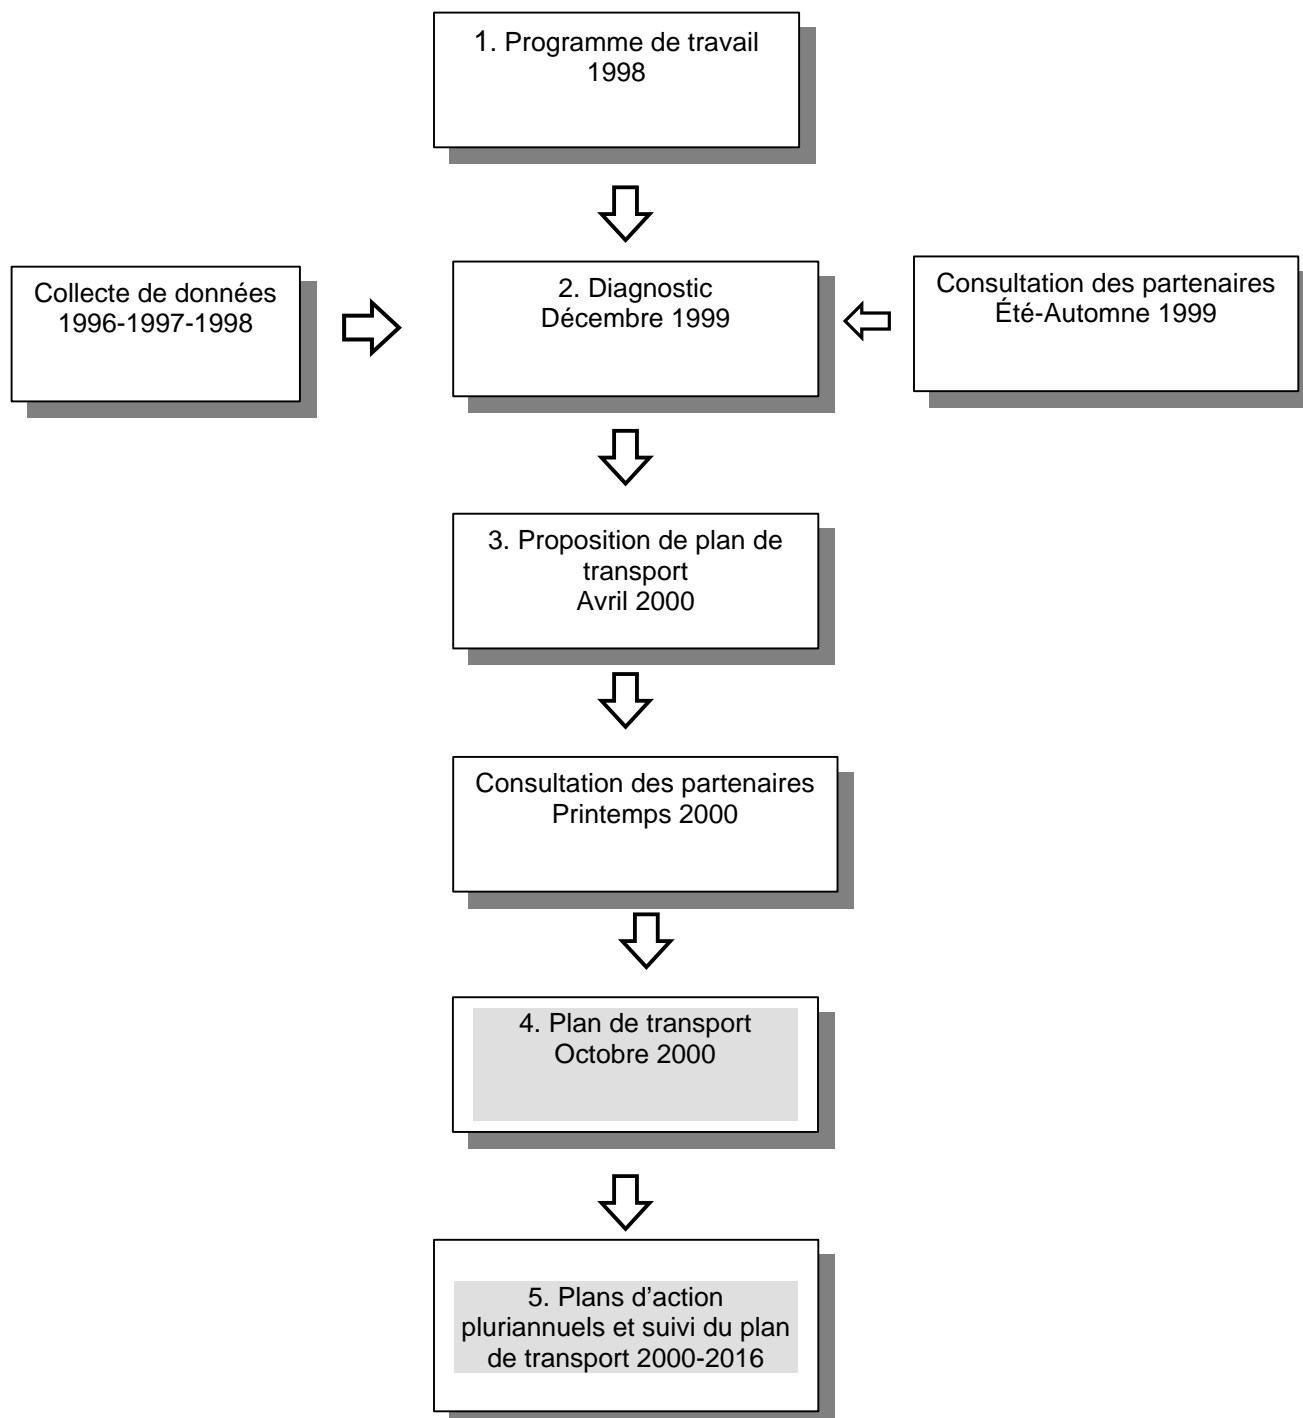 1. Programme de travail
1998
Collecte de données
1996-1997-1998
2. Diagnostic
Décembre 1999
Consultation des partenaires
Été-Automne 1999
3. Proposition de plan de
transport
Avril 2000
Consultation des partenaires
Printemps 2000
4. Plan de transport
Octobre 2000
5. Plans d'action
pluriannuels et suivi du plan
de transport 2000-2016